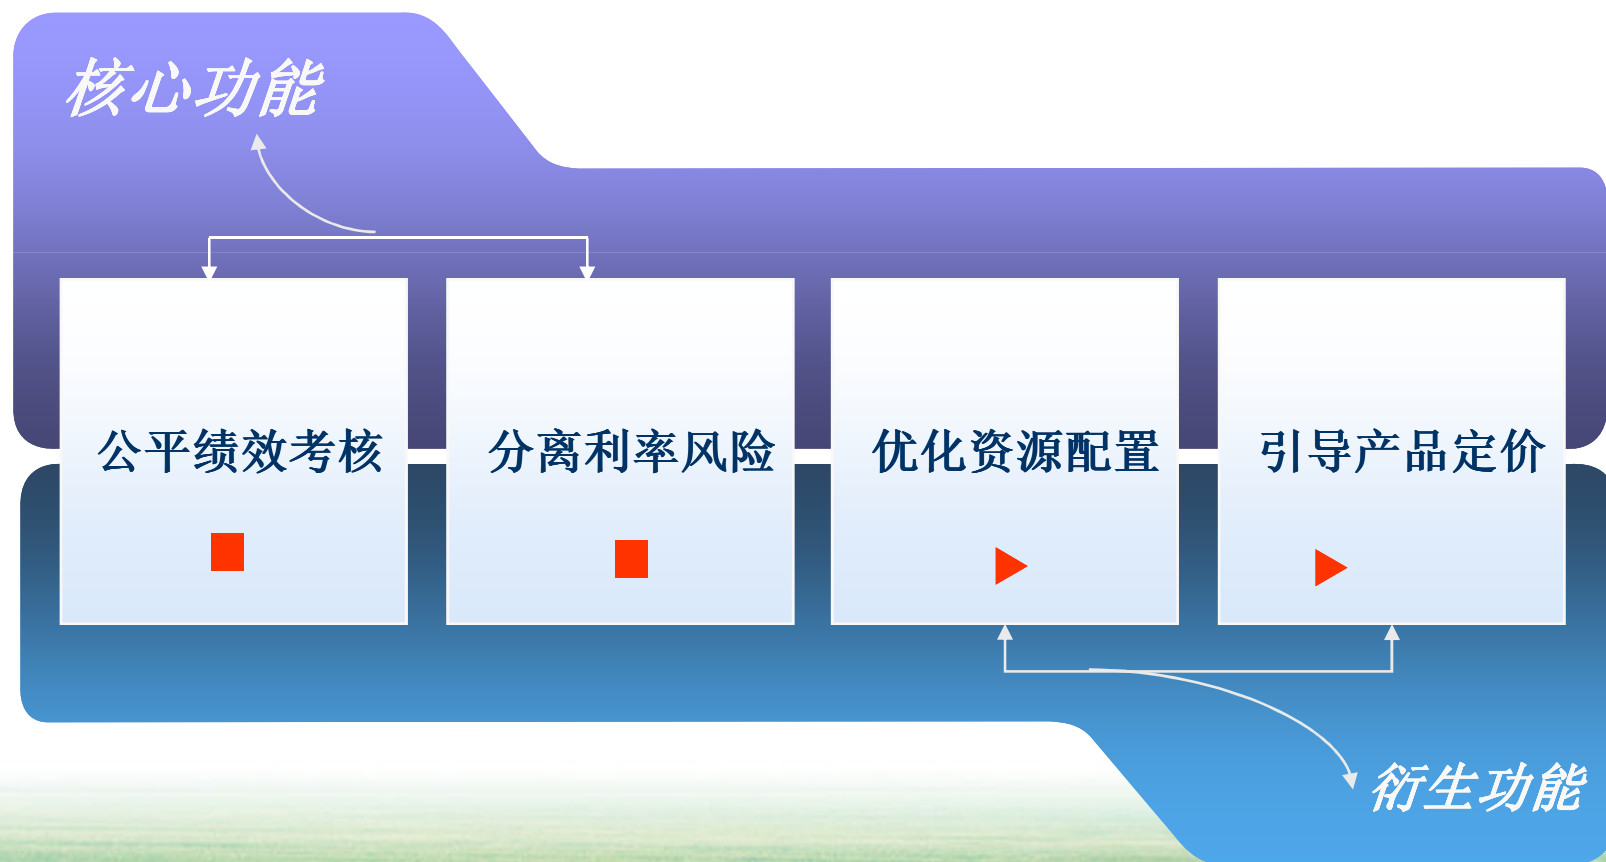 核心功能
公平绩效考核
分离利率风险
优化资源配置
引导产品定价
衍生功能